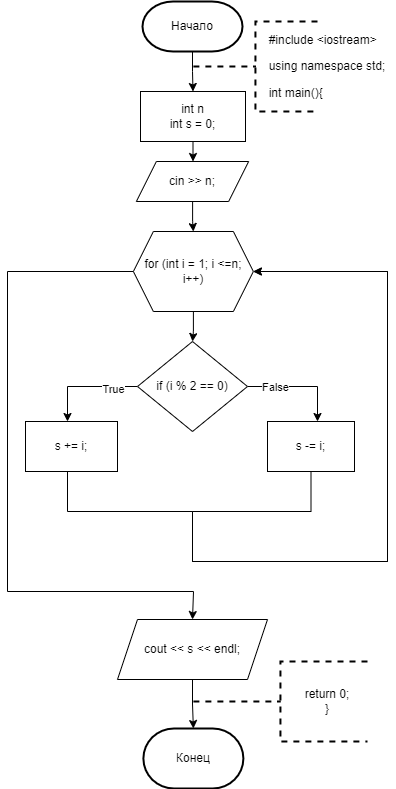 Начало
#include <iostream>
using namespace std;
int main(){
int n
int s = 0;
cin >> n;
for (int i = 1; i <=n;
i++)
if (i % 2 == 0)
True
False
s += i;
s -= i;
cout << s << endl;
return 0;
}
Конец